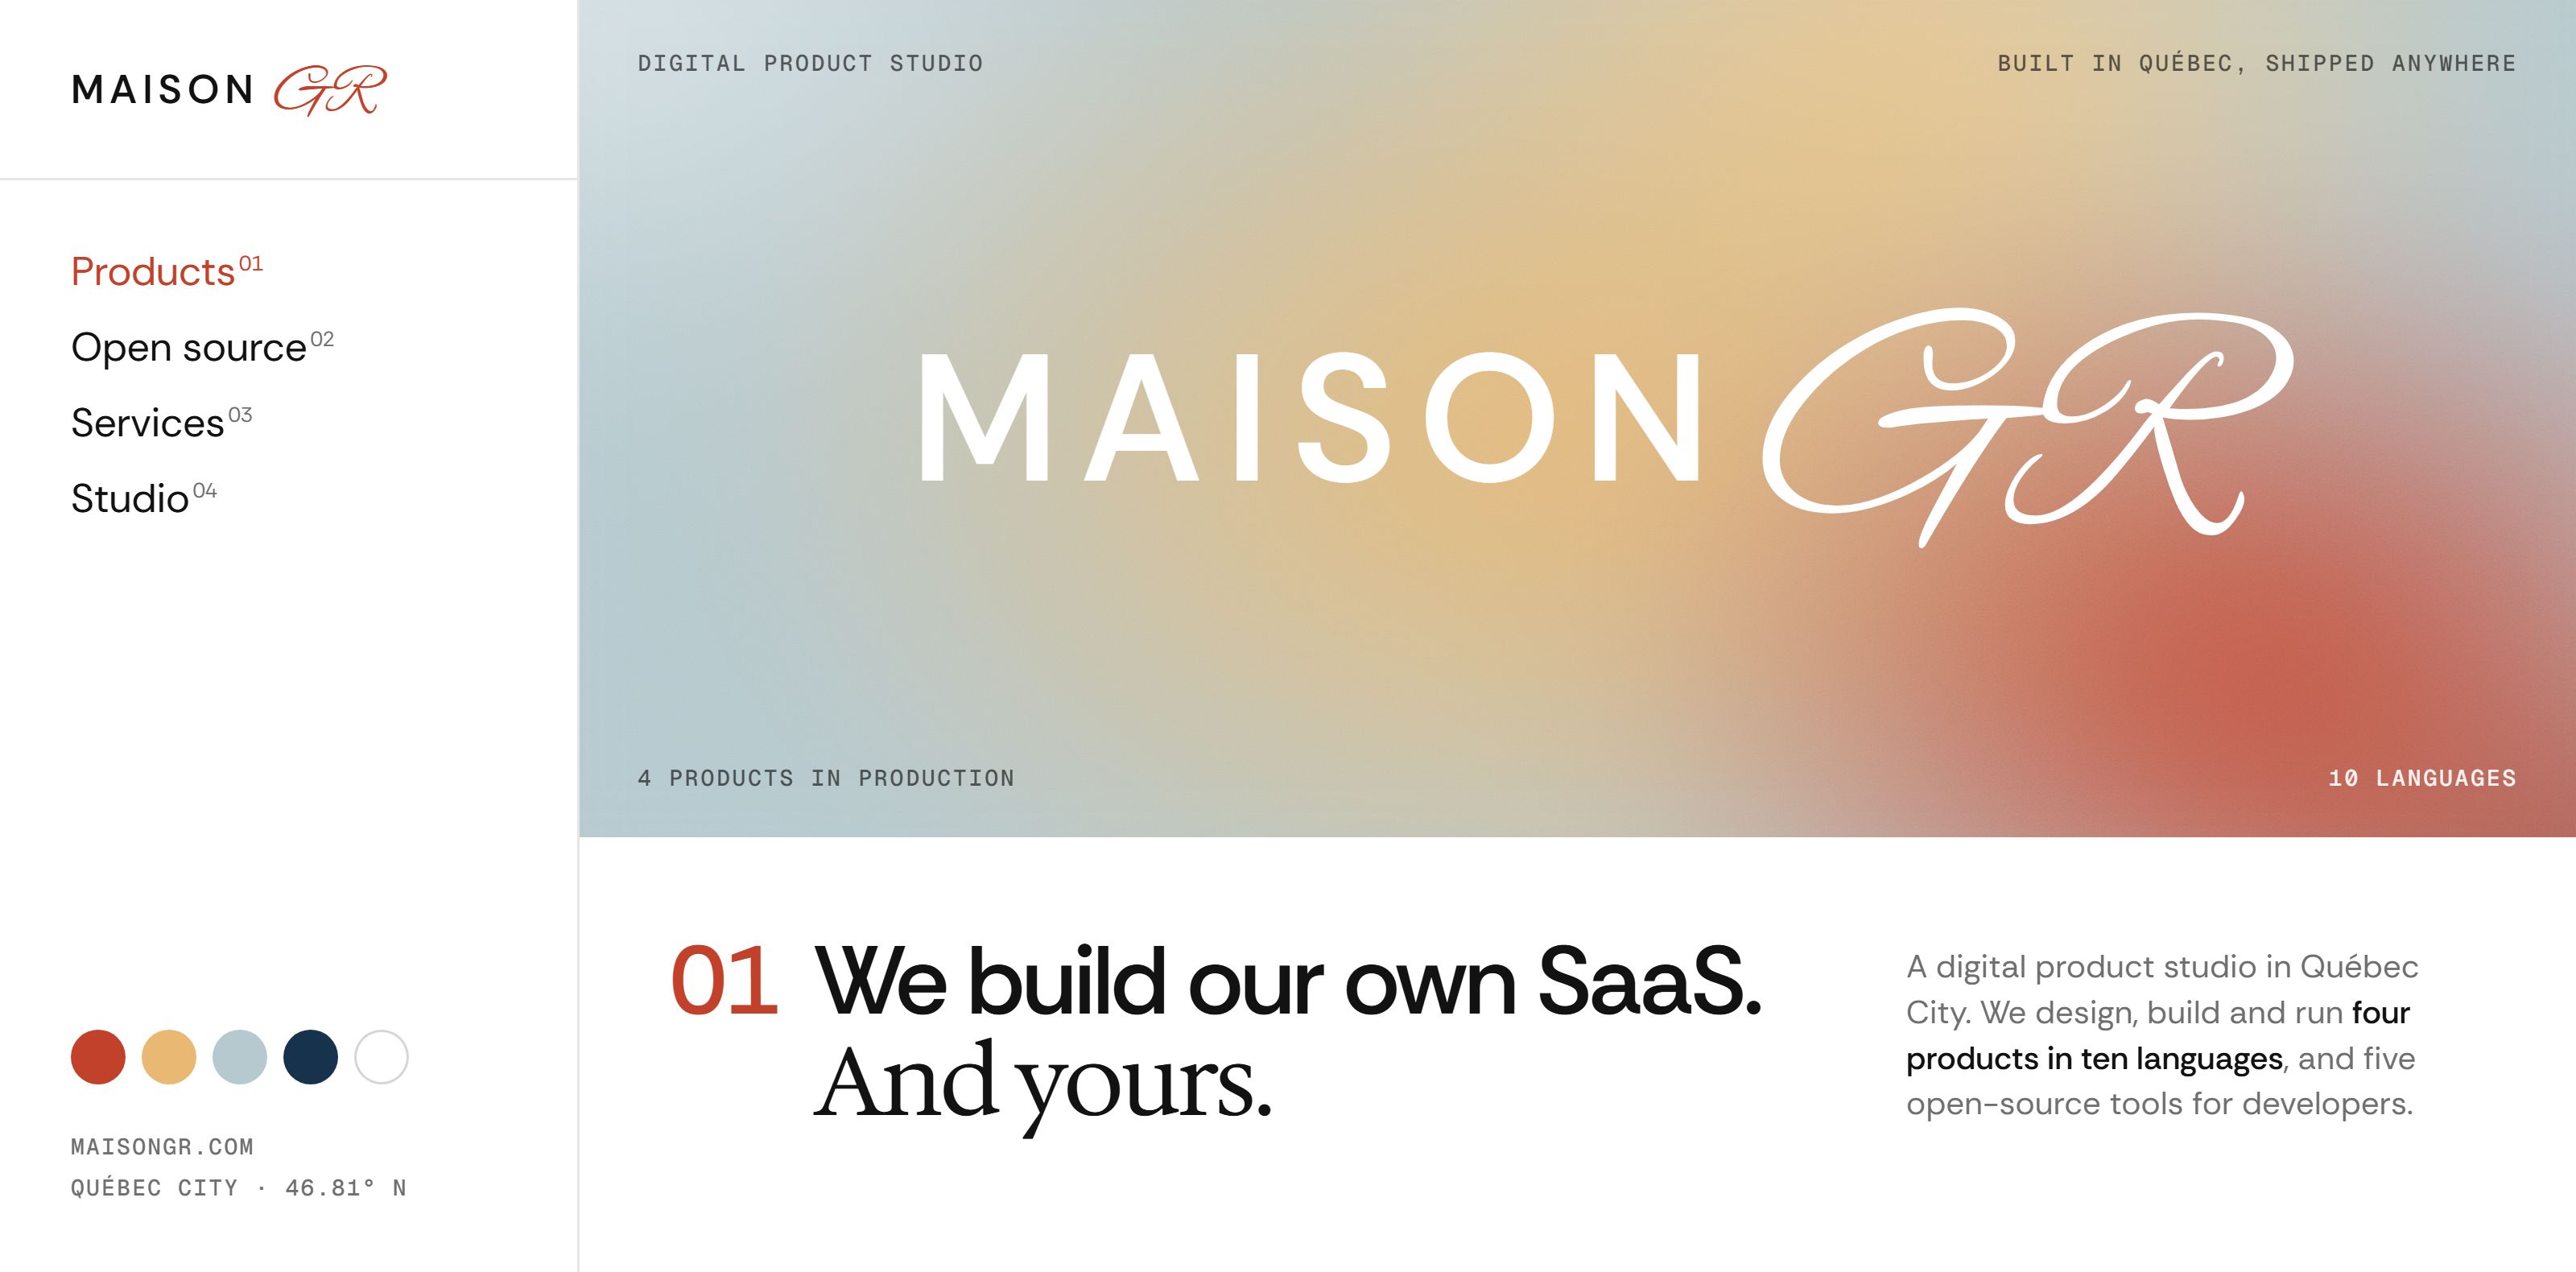 MAISON GR
Products01
Open source02
Services03
Studio04
MAISONGR.COM
QUÉBEC CITY · 46.81° N
DIGITAL PRODUCT STUDIO
BUILT IN QUÉBEC, SHIPPED ANYWHERE
MAISON GR
4 PRODUCTS IN PRODUCTION
10 LANGUAGES
01 We build our own SaaS.
And yours.
A digital product studio in Québec
City. We design, build and run four
products in ten languages, and five
open-source tools for developers.